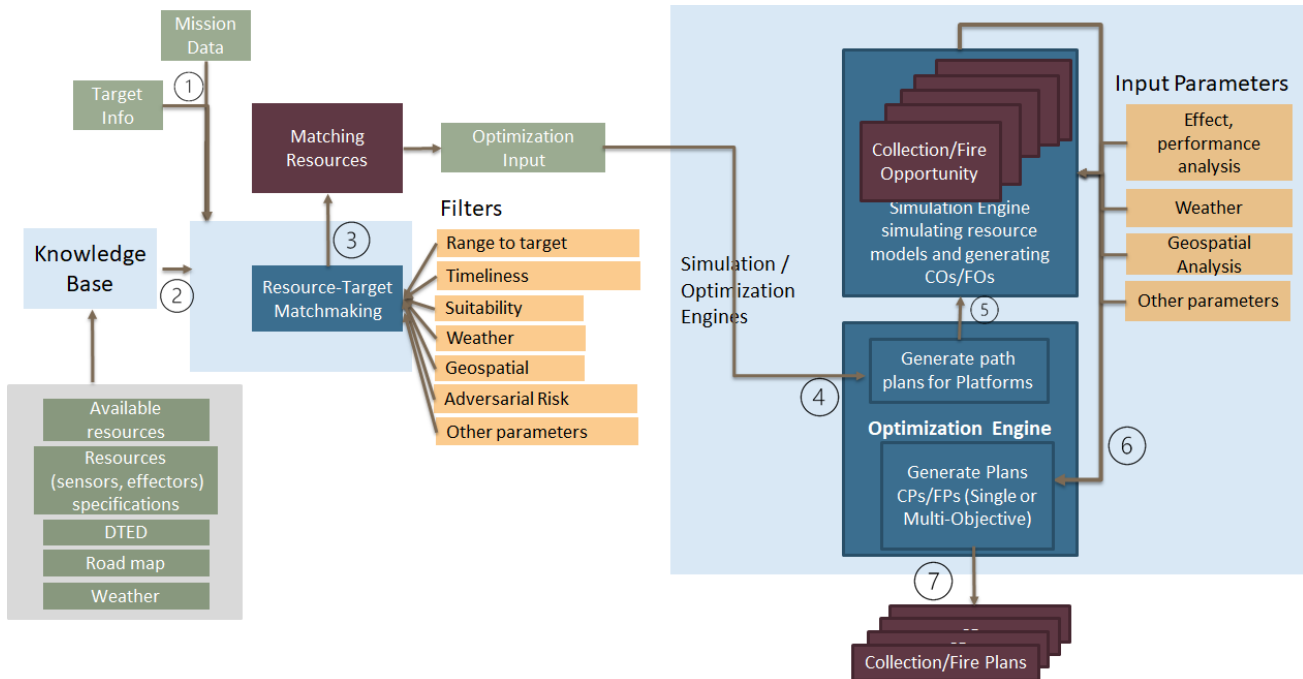 Mission
Data
1
Target
Info
Matching
Resources
Optimization
Input
Knowledge
Base
2
3
Resource-Target
Matchmaking
Filters
Range to target
Timeliness
Suitability
Weather
Geospatial
Adversarial Risk
Other parameters
Available
resources
Resources
(sensors, effectors)
specifications
DTED
Road map
Weather
Simulation /
Optimization
Engines
Collection/Fire
Opportunity
Simulation Engine
simulating resource
models and generating
COs/FOs
Input Parameters
Effect,
performance
analysis
Weather
Geospatial
Analysis
Other parameters
5
4
Generate path
plans for Platforms
Optimization Engine
6
Generate Plans
CPs/FPs (Single or
Multi-Objective)
7
Collection/Fire Plans